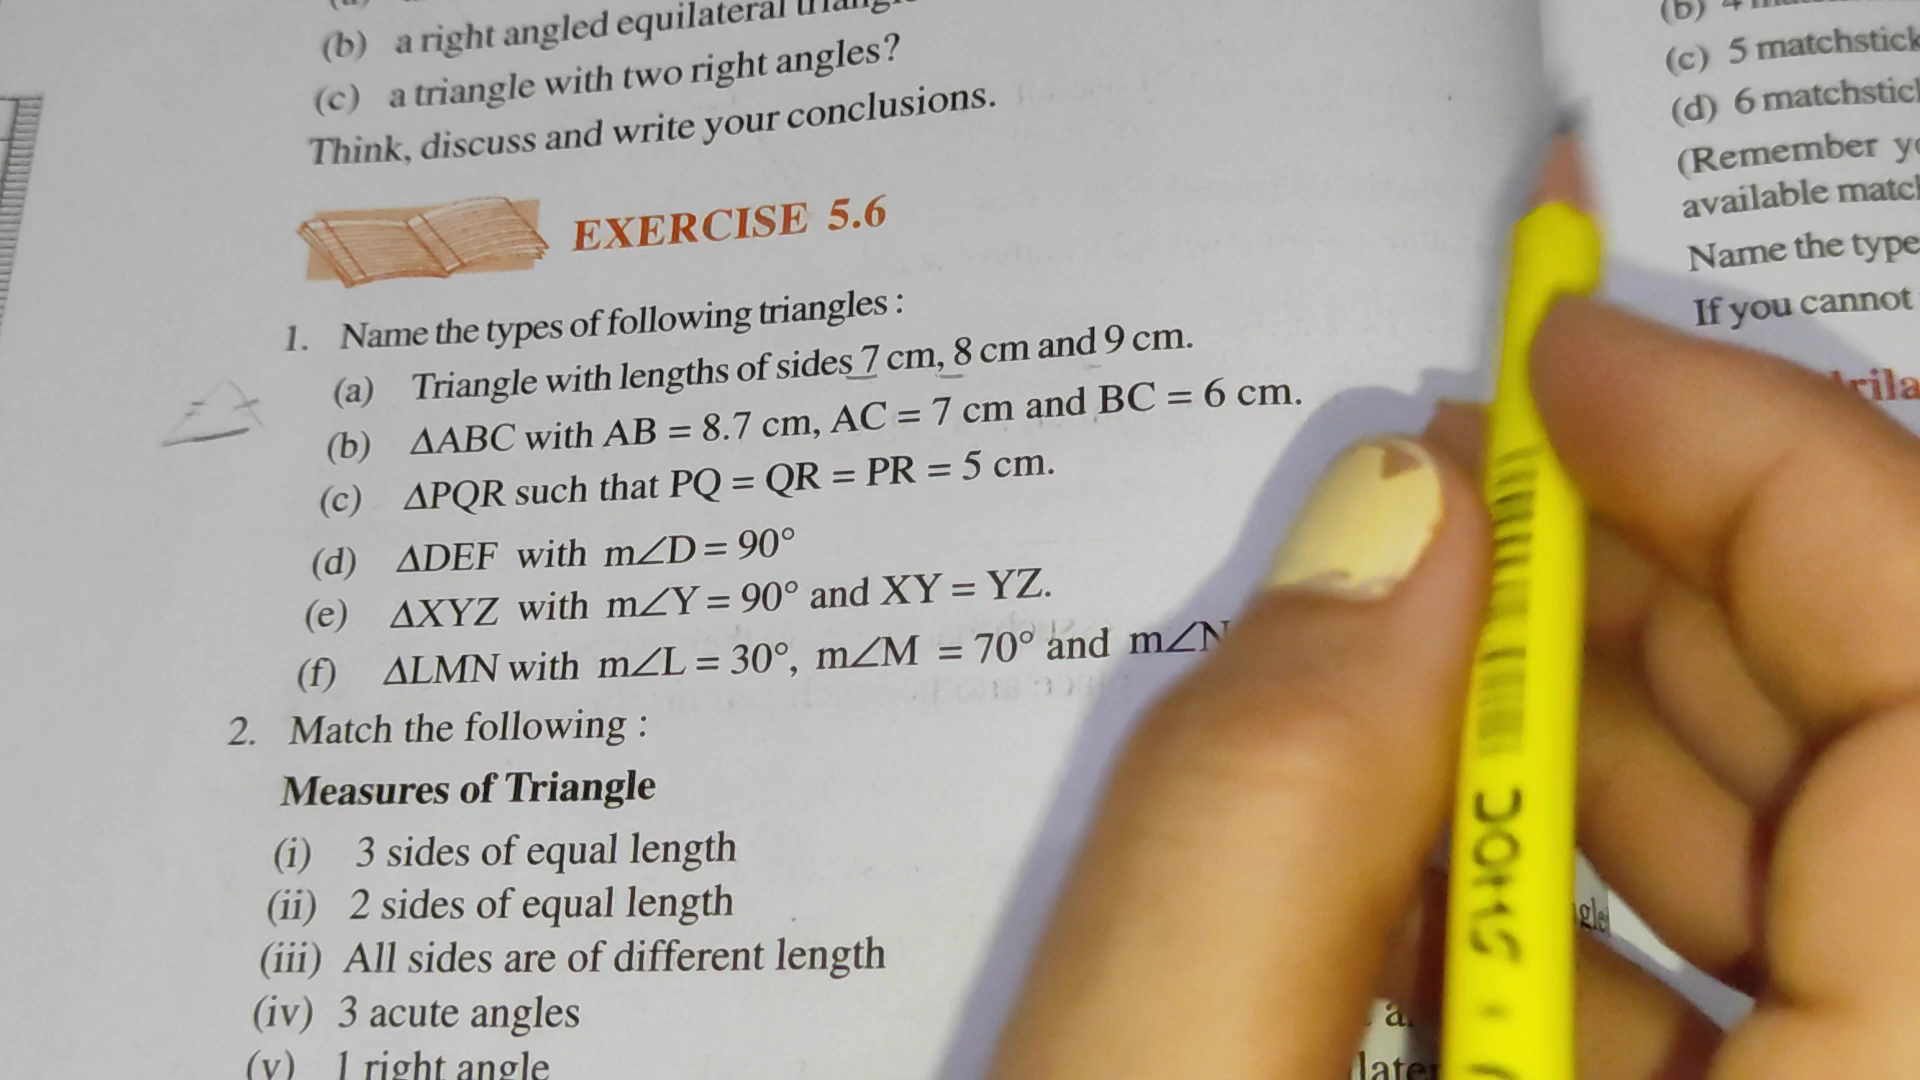 (b) a right angled equilateral
(c) a triangle with two right angles?
Think, discuss and write your conclusions.
EXERCISE 5.6
1. Name the types of following triangles :
(a) Triangle with lengths of sides 7 cm, 8 cm and 9 cm.
(b) ΔABC with AB = 8.7 cm, AC = 7 cm and BC = 6 cm.
(c) ΔPQR such that PQ = QR = PR = 5 cm.
(d) ΔDEF with m∠D = 90°
(e) ΔXYZ with m∠Y = 90° and XY = YZ.
(f) ΔLMN with m∠L = 30°, m∠M = 70° and m∠N
2. Match the following :
Measures of Triangle
(i) 3 sides of equal length
(ii) 2 sides of equal length
(iii) All sides are of different length
(iv) 3 acute angles
(v) 1 right angle
(b) 4
(c) 5 matchstick
(d) 6 matchstick
(Remember
available
Name the type
If you cannot
DOMS